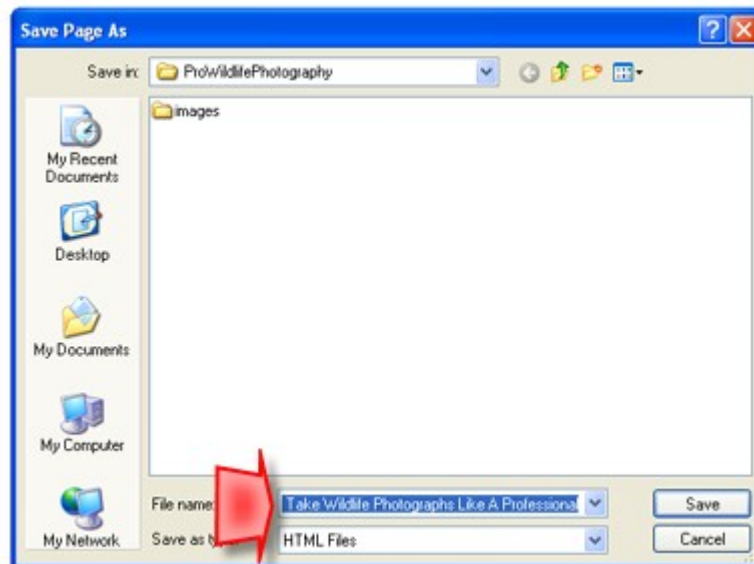 Save Page As
Save in:
ProWildlifePhotography
images
My Recent
Documents
Desktop
My Documents
My Computer
My Network
File name:
Take Wildlife Photographs Like A Professional
Save
Save as
HTML Files
Cancel